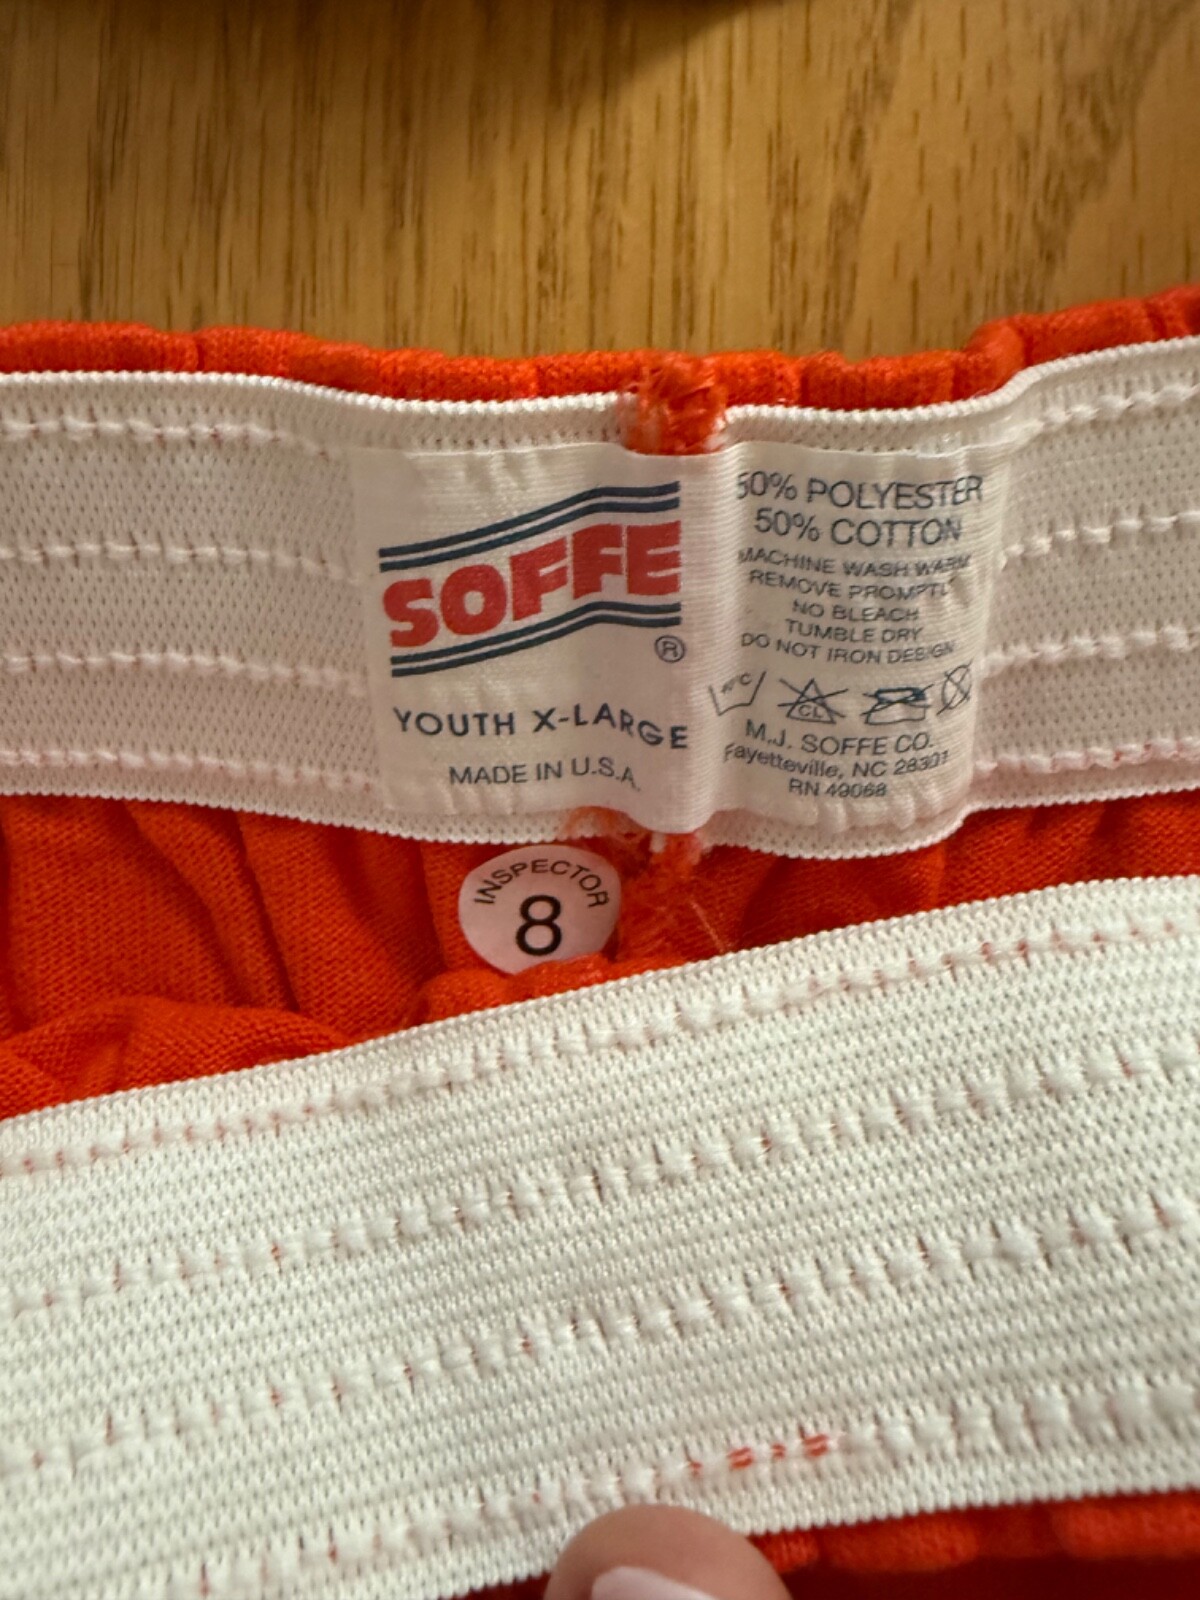 SOFFE
®
YOUTH X-LARGE
MADE IN U.S.A.
50% POLYESTER
50% COTTON
MACHINE WASH WARM
REMOVE PROMPTLY
NO BLEACH
TUMBLE DRY
DO NOT IRON DESIGN
CL
M.J. SOFFE CO.
Fayetteville, NC 28301
RN 49068
INSPECTOR
8